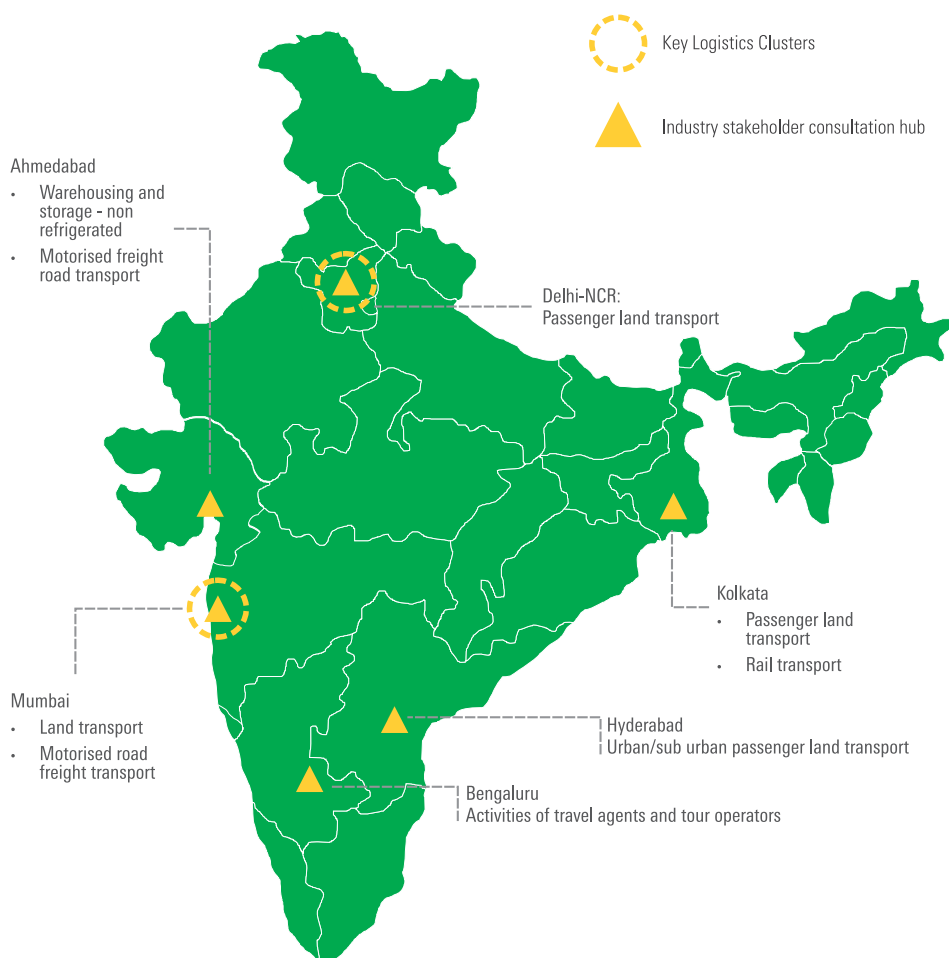 Key Logistics Clusters
Industry stakeholder consultation hub
Ahmedabad
• Warehousing and
storage - non
refrigerated
• Motorised freight
road transport
Delhi-NCR:
Passenger land transport
Kolkata
• Passenger land
transport
• Rail transport
Mumbai
• Land transport
• Motorised road
freight transport
Hyderabad
Urban/sub urban passenger land transport
Bengaluru
Activities of travel agents and tour operators